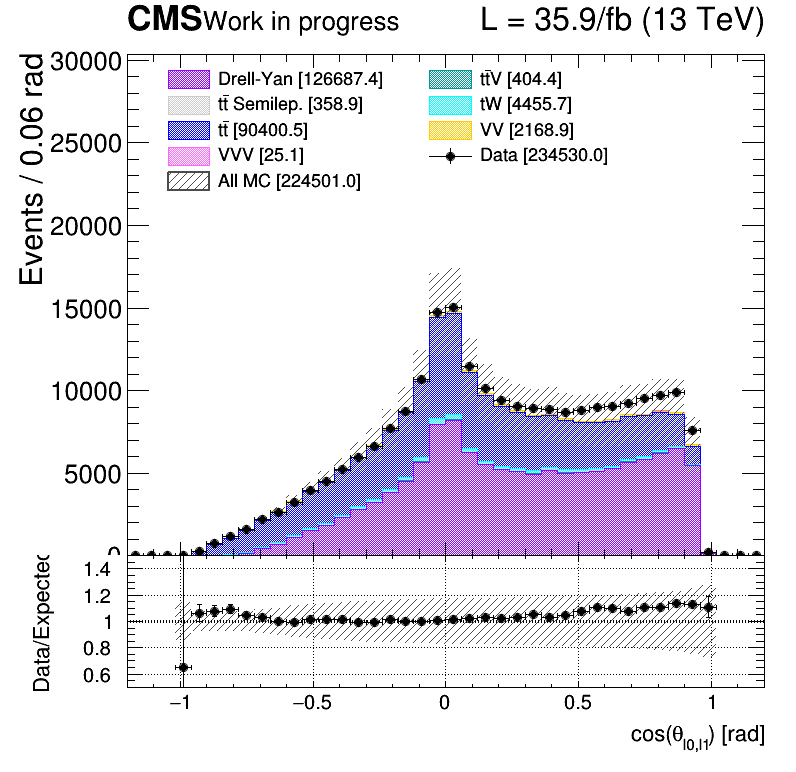 CMS Work in progress L = 35.9/fb (13 TeV)
Events / 0.06 rad
30000
25000
20000
15000
10000
5000
0
Drell-Yan [126687.4]
tt̄ Semilep. [358.9]
tt̄ [90400.5]
VVV [25.1]
All MC [224501.0]
tt̄V [404.4]
tW [4455.7]
VV [2168.9]
Data [234530.0]
Data/Expected
1.4
1.2
1
0.8
0.6
−1 −0.5 0 0.5 1
cos(θl0,l1) [rad]